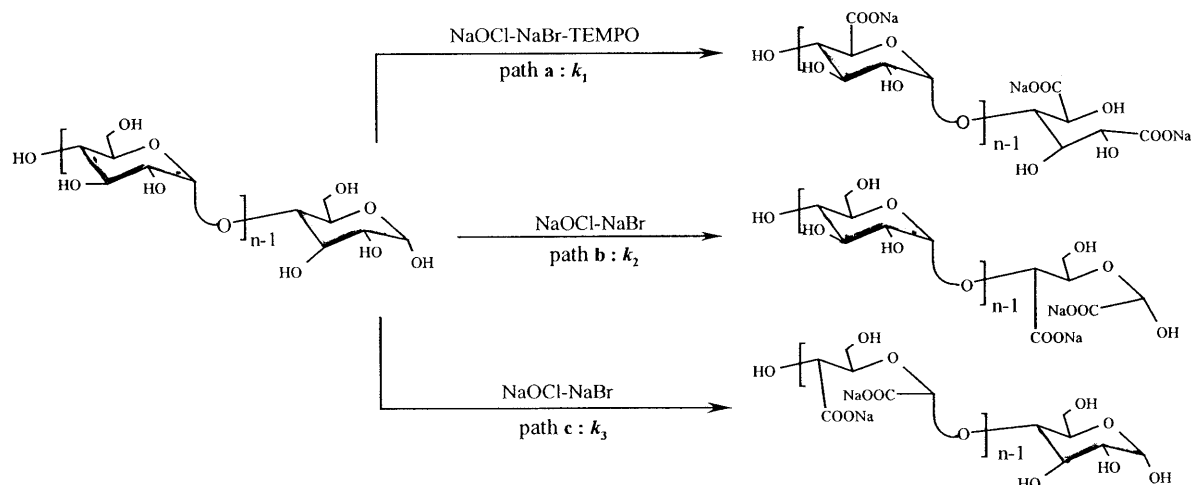 COONa
NaOCl-NaBr-TEMPO
path a : k₁
HO
O
HO
HO
O
n-1
NaOOC
OH
COONa
HO
HO
OH
HO
O
HO
HO
O
n-1
OH
O
HO
HO
OH
NaOCl-NaBr
path b : k₂
OH
HO
O
HO
HO
O
n-1
OH
O
NaOOC
COONa
OH
NaOCl-NaBr
path c : k₃
OH
HO
O
NaOOC
COONa
O
n-1
OH
O
HO
HO
OH